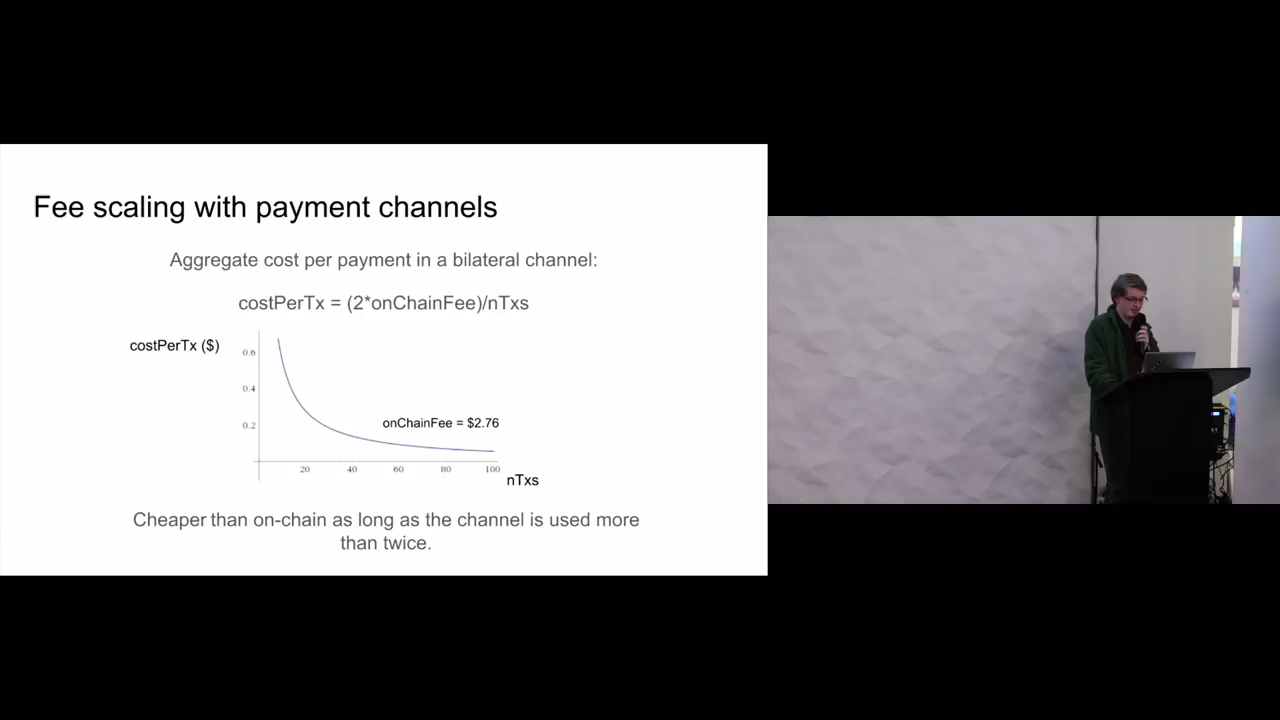 Fee scaling with payment channels
Aggregate cost per payment in a bilateral channel:
costPerTx = (2*onChainFee)/nTxs
costPerTx ($)
0.6
0.4
0.2
onChainFee = $2.76
20 40 60 80 100
nTxs
Cheaper than on-chain as long as the channel is used more
than twice.